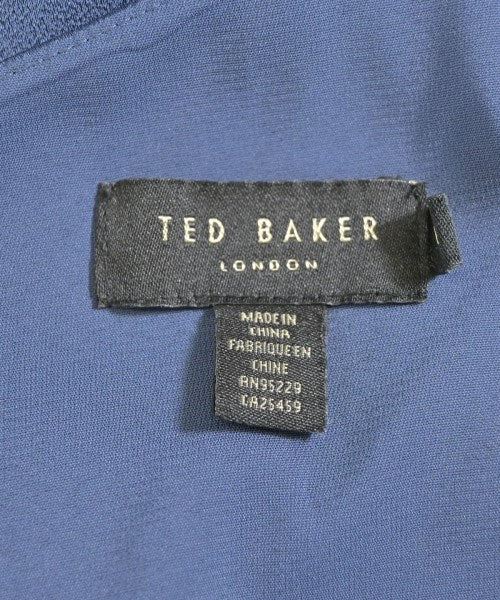 TED BAKER
LONDON
MADE IN
CHINA
FABRIQUE EN
CHINE
RN95229
CA25459